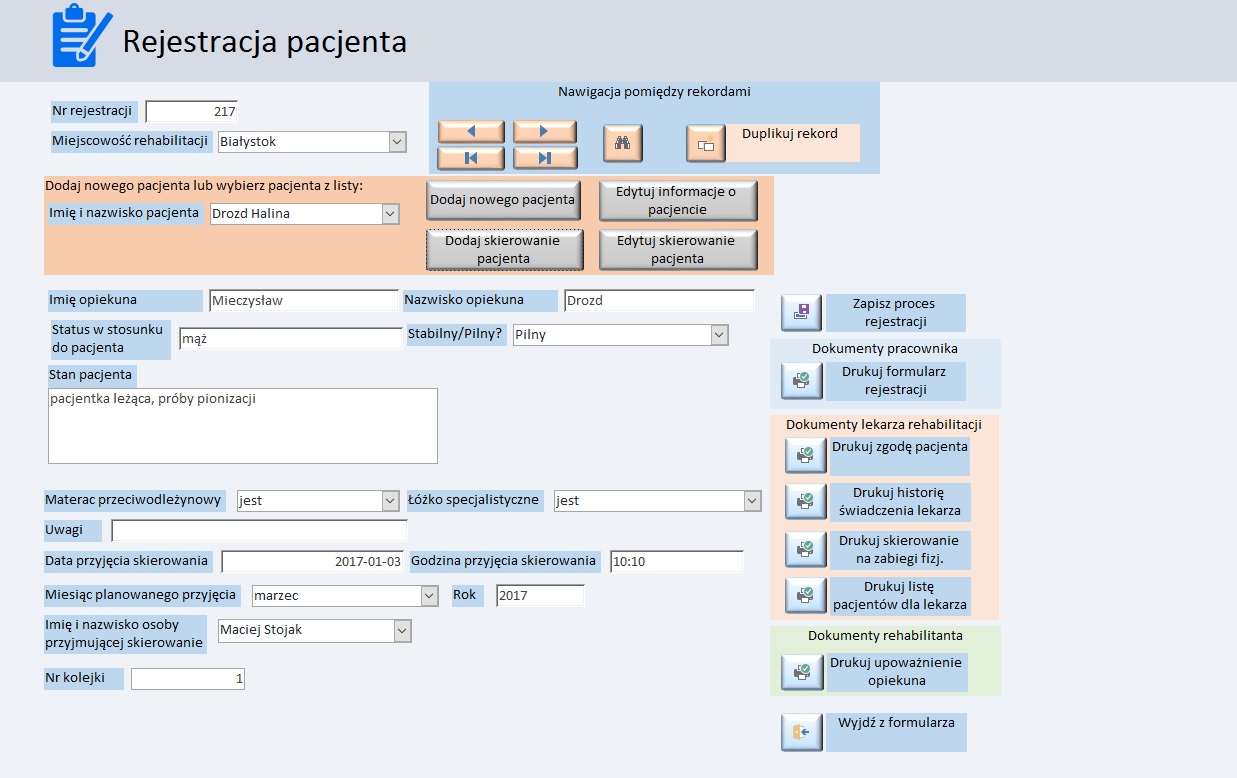 Rejestracja pacjenta
Nawigacja pomiędzy rekordami
Nr rejestracji 217
Miejscowość rehabilitacji Białystok
Duplikuj rekord
Dodaj nowego pacjenta lub wybierz pacjenta z listy:
Imię i nazwisko pacjenta Drozd Halina
Dodaj nowego pacjenta
Edytuj informacje o
pacjencie
Dodaj skierowanie
pacjenta
Edytuj skierowanie
pacjenta
Imię opiekuna Mieczysław Nazwisko opiekuna Drozd
Status w stosunku
do pacjenta mąż Stabilny/Pilny? Pilny
Stan pacjenta
pacjentka leżąca, próby pionizacji
Materac przeciwodleżynowy jest Łóżko specjalistyczne jest
Uwagi
Data przyjęcia skierowania 2017-01-03 Godzina przyjęcia skierowania 10:10
Miesiąc planowanego przyjęcia marzec Rok 2017
Imię i nazwisko osoby
przyjmującej skierowanie Maciej Stojak
Nr kolejki 1
Zapisz proces
rejestracji
Dokumenty pracownika
Drukuj formularz
rejestracji
Dokumenty lekarza rehabilitacji
Drukuj zgodę pacjenta
Drukuj historię
świadczenia lekarza
Drukuj skierowanie
na zabiegi fizj.
Drukuj listę
pacjentów dla lekarza
Dokumenty rehabilitanta
Drukuj upoważnienie
opiekuna
Wyjdź z formularza